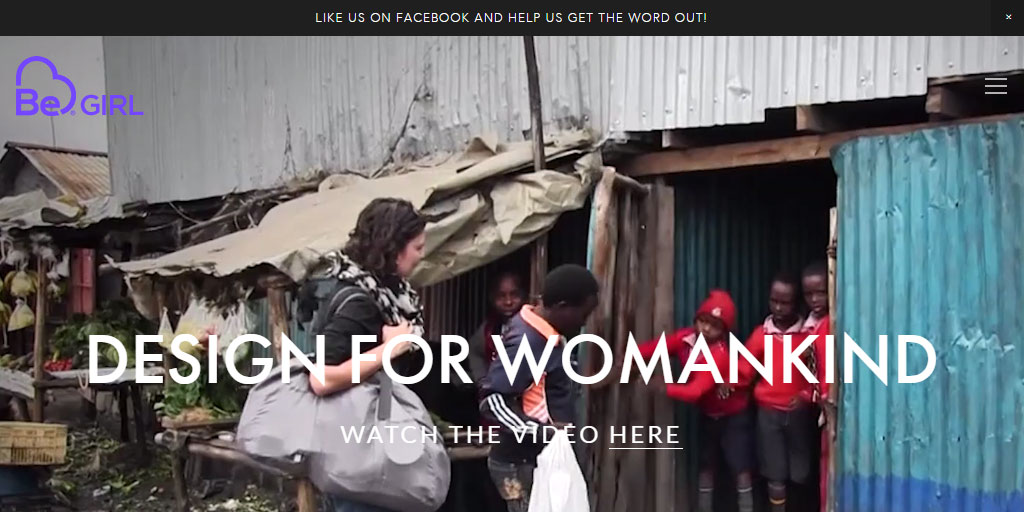 LIKE US ON FACEBOOK AND HELP US GET THE WORD OUT!
Be GIRL
DESIGN FOR WOMANKIND
WATCH THE VIDEO HERE